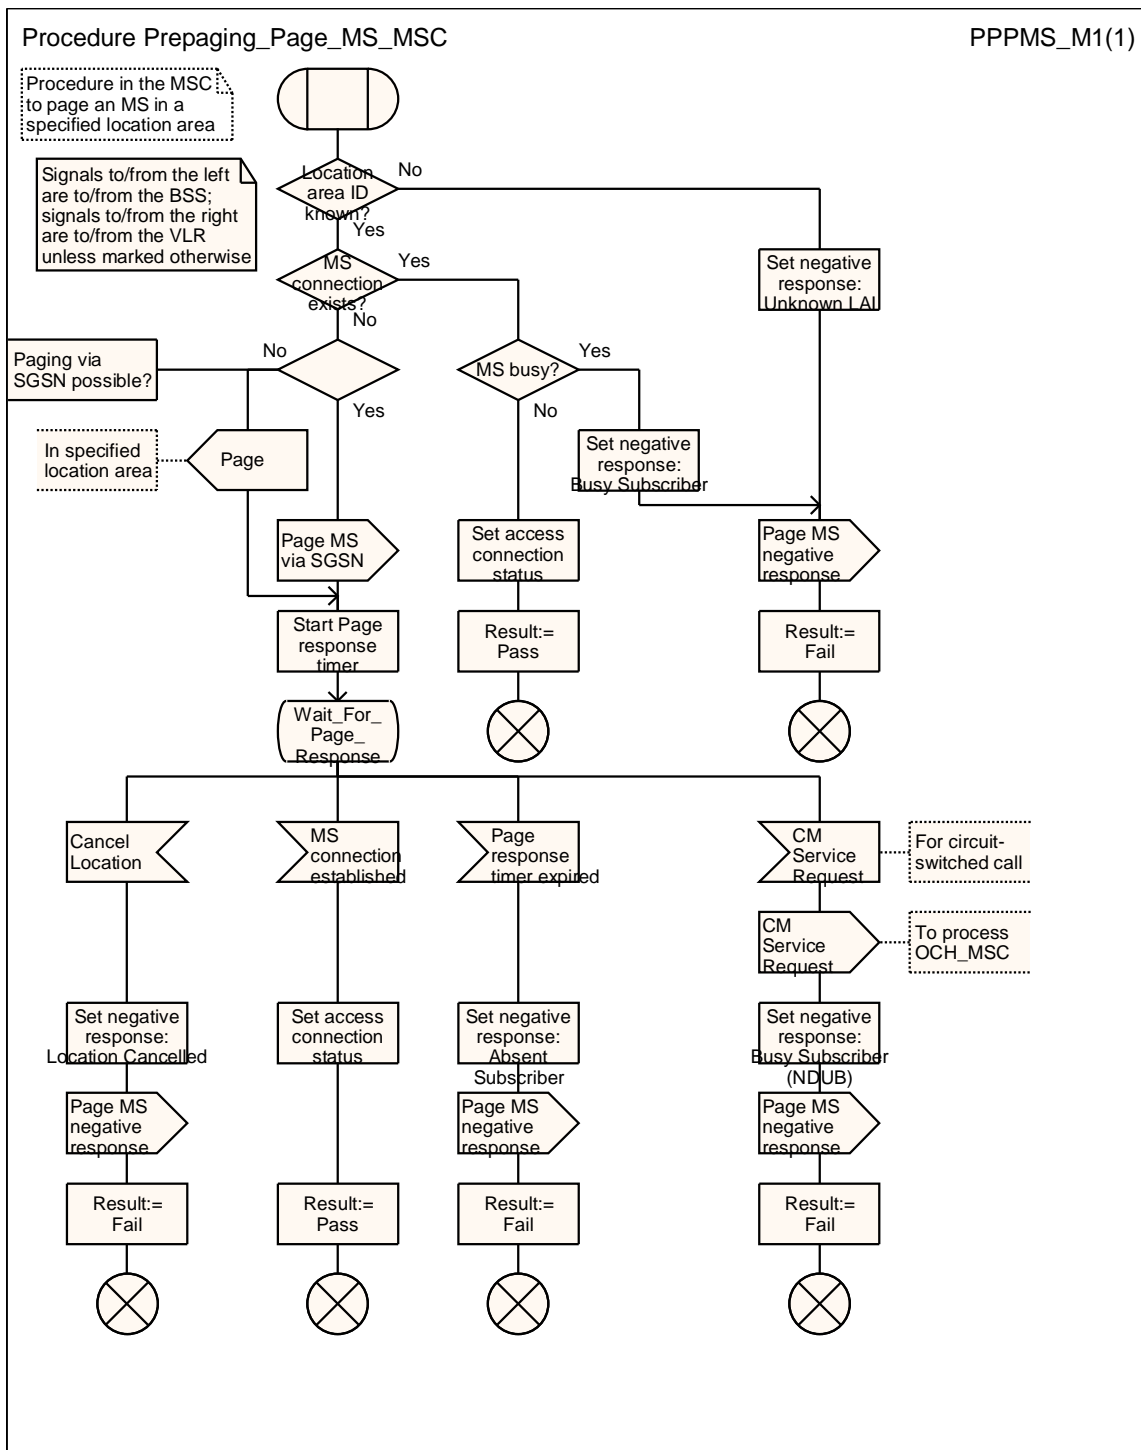 Procedure Prepaging_Page_MS_MSC
PPPMS_M1(1)
Procedure in the MSC
to page an MS in a
specified location area
Signals to/from the left
are to/from the BSS;
signals to/from the right
are to/from the VLR
unless marked otherwise
Location
area ID
known?
No
Yes
MS
connection
exists?
Yes
No
Set negative
response:
Unknown LAI
Paging via
SGSN possible?
No
Yes
MS busy?
Yes
No
In specified
location area
Page
Set negative
response:
Busy Subscriber
Page MS
via SGSN
Set access
connection
status
Page MS
negative
response
Start Page
response
timer
Result:=
Pass
Result:=
Fail
Wait_For_
Page_
Response
Cancel
Location
MS
connection
established
Page
response
timer expired
CM
Service
Request
For circuit-
switched call
CM
Service
Request
To process
OCH_MSC
Set negative
response:
Location Cancelled
Set access
connection
status
Set negative
response:
Absent
Subscriber
Set negative
response:
Busy Subscriber
(NDUB)
Page MS
negative
response
Page MS
negative
response
Page MS
negative
response
Result:=
Fail
Result:=
Pass
Result:=
Fail
Result:=
Fail